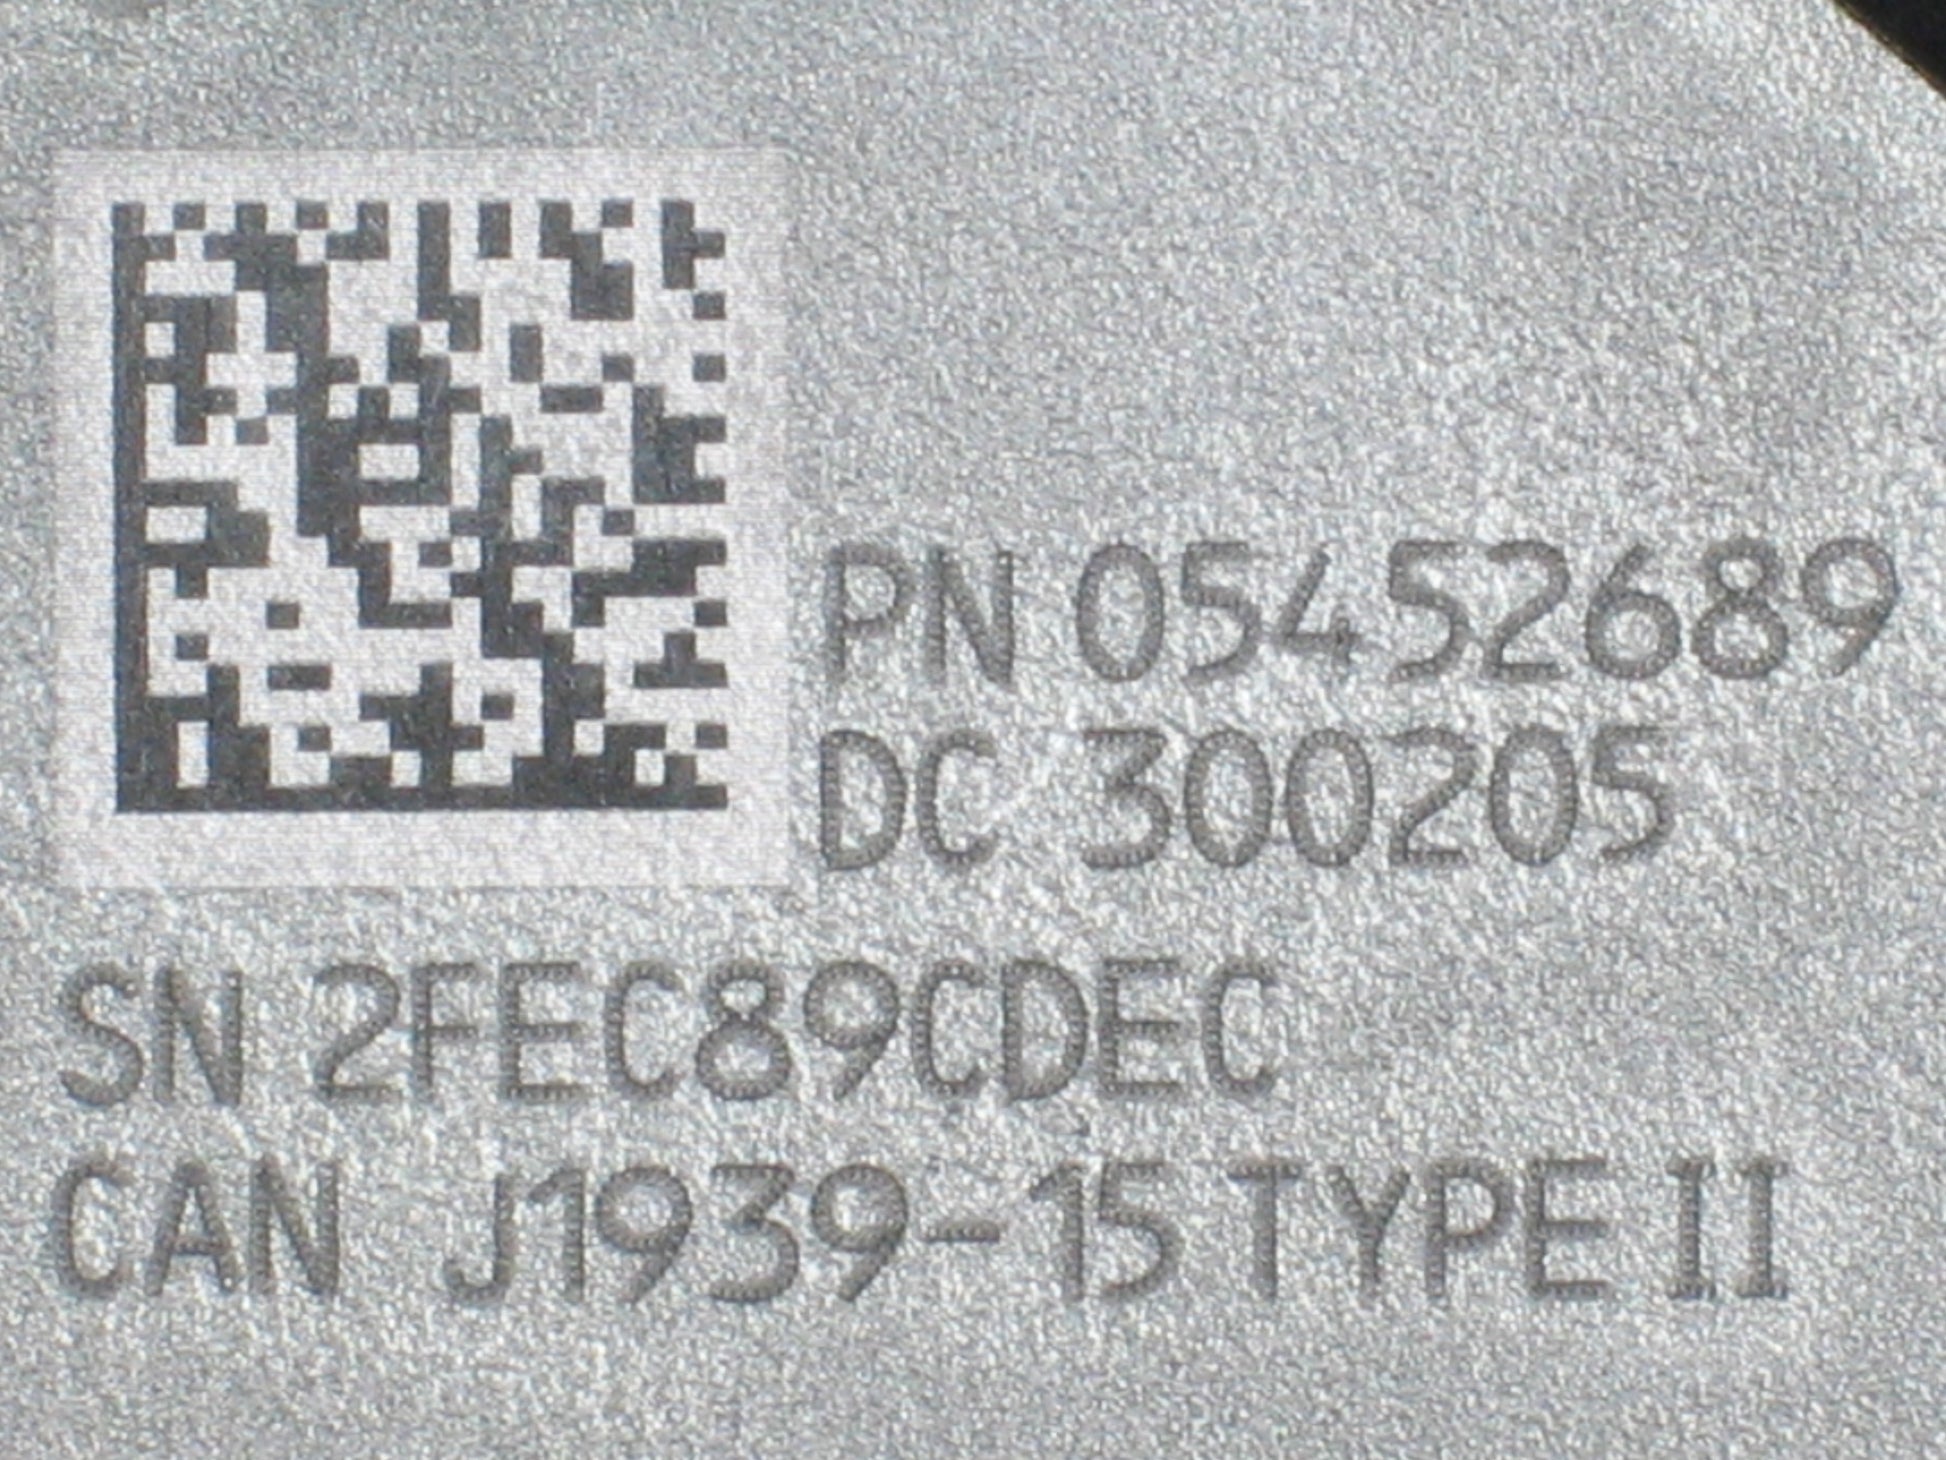 PN 05452689
DC 300205
SN 2FEC89CDEC
CAN J1939-15 TYPE II